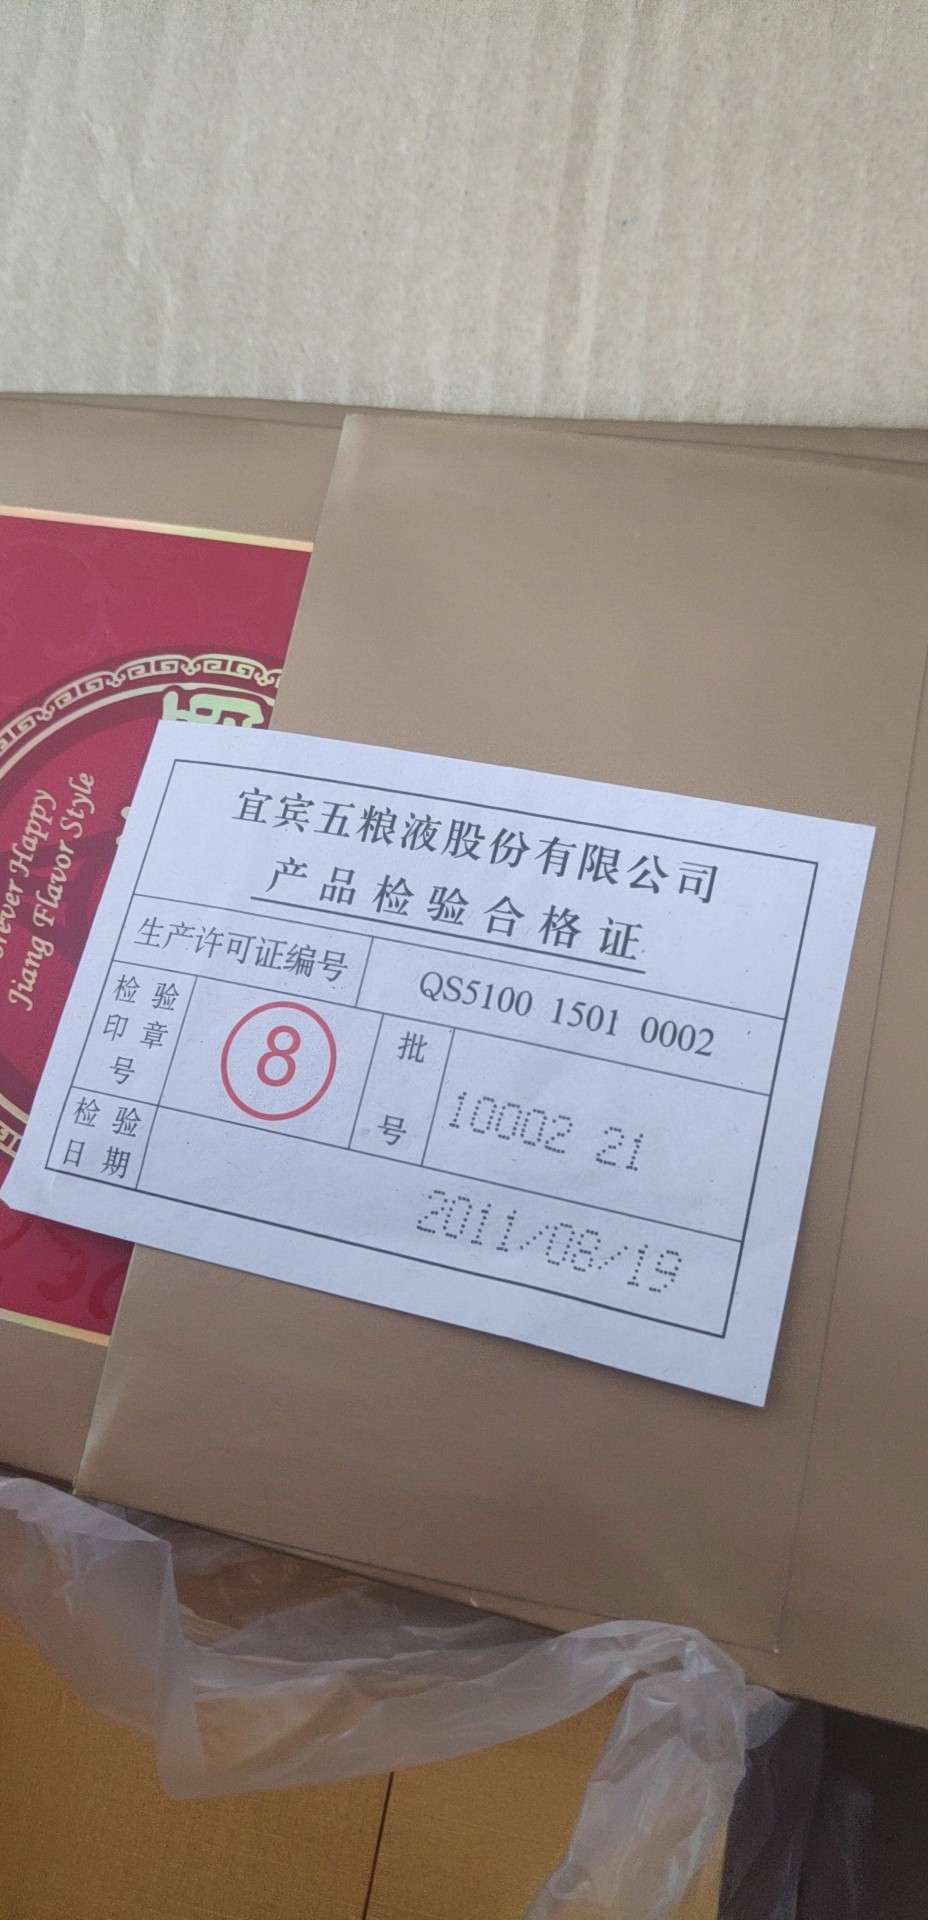 Forever Happy
Jiang Flavor Style
宜宾五粮液股份有限公司
产品检验合格证
生产许可证编号
QS5100 1501 0002
检验印章号
8
批号
10002 21
检验日期
2011/08/19